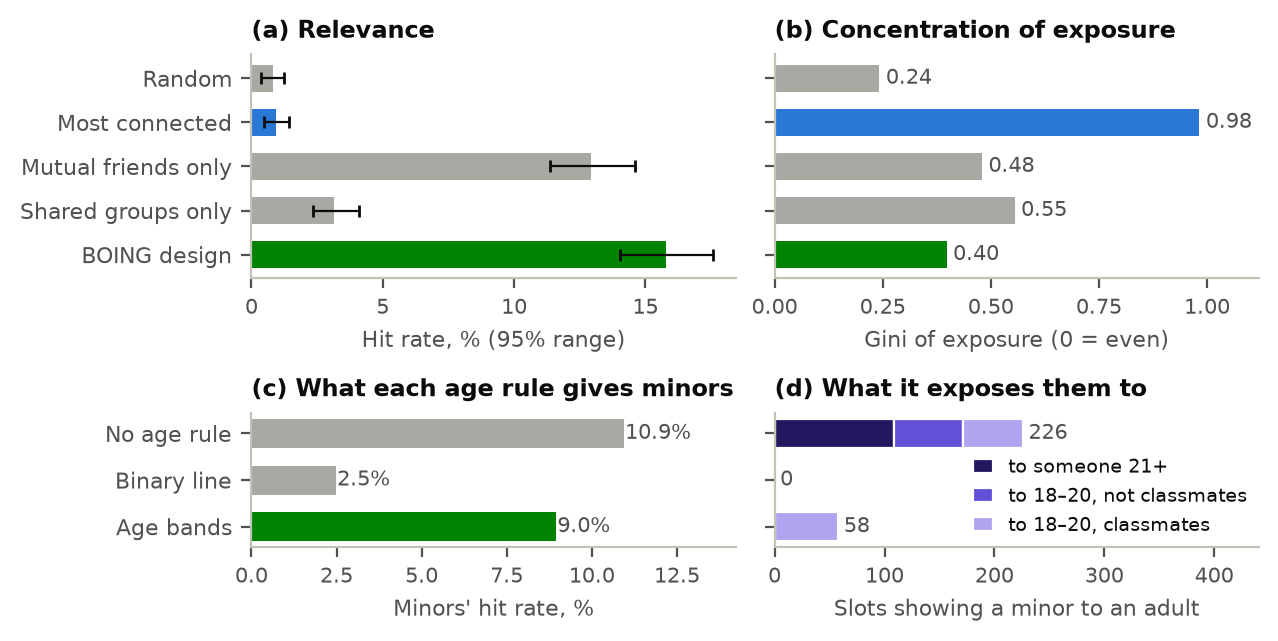 (a) Relevance
Random
Most connected
Mutual friends only
Shared groups only
BOING design
0 5 10 15
Hit rate, % (95% range)
(b) Concentration of exposure
0.24
0.98
0.48
0.55
0.40
0.00 0.25 0.50 0.75 1.00
Gini of exposure (0 = even)
(c) What each age rule gives minors
No age rule 10.9%
Binary line 2.5%
Age bands 9.0%
0.0 2.5 5.0 7.5 10.0 12.5
Minors' hit rate, %
(d) What it exposes them to
226
0
58
to someone 21+
to 18–20, not classmates
to 18–20, classmates
0 100 200 300 400
Slots showing a minor to an adult